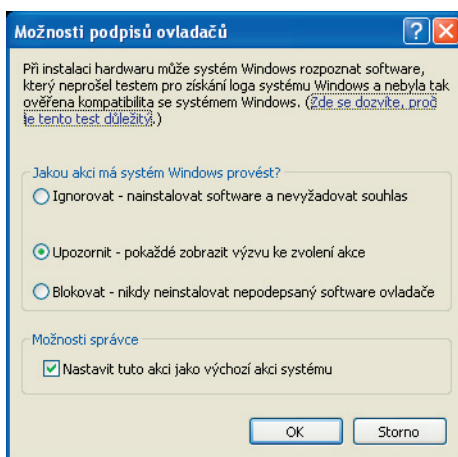 Možnosti podpisů ovladačů
Při instalaci hardwaru může systém Windows rozpoznat software,
který neprošel testem pro získání loga systému Windows a nebyla tak
ověřena kompatibilita se systémem Windows. (Zde se dozvíte, proč
je tento test důležitý.)
Jakou akci má systém Windows provést?
Ignorovat - nainstalovat software a nevyžadovat souhlas
Upozornit - pokaždé zobrazit výzvu ke zvolení akce
Blokovat - nikdy neinstalovat nepodepsaný software ovladače
Možnosti správce
Nastavit tuto akci jako výchozí akci systému
OK Storno